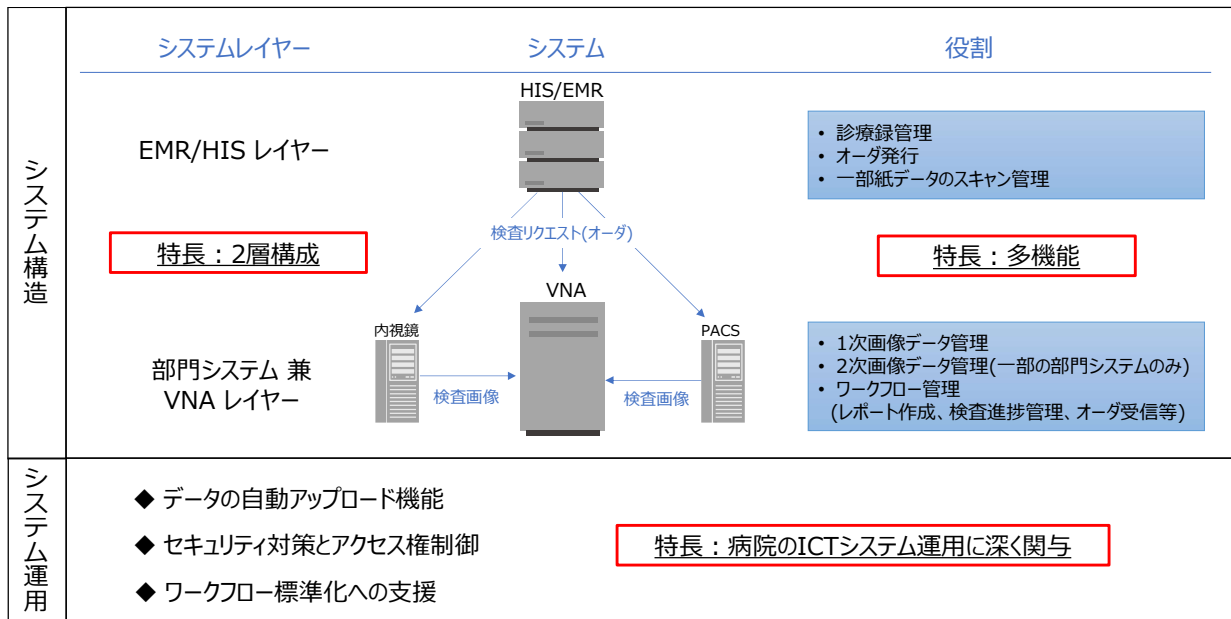 システム構造
システムレイヤー
システム
役割
HIS/EMR
EMR/HIS レイヤー
・ 診療録管理
・ オーダ発行
・ 一部紙データのスキャン管理
検査リクエスト(オーダ)
特長：2層構成
特長：多機能
VNA
内視鏡
PACS
部門システム 兼
VNA レイヤー
検査画像
検査画像
・ 1次画像データ管理
・ 2次画像データ管理(一部の部門システムのみ)
・ ワークフロー管理
(レポート作成、検査進捗管理、オーダ受信等)
システム運用
◆ データの自動アップロード機能
◆ セキュリティ対策とアクセス権制御
◆ ワークフロー標準化への支援
特長：病院のICTシステム運用に深く関与